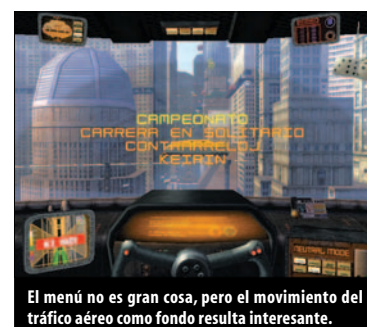 CAMPEONATO
CARRERA EN SOLITARIO
CONTRARRELOJ
KEIRIN
NEUTRAL MODE
El menú no es gran cosa, pero el movimiento del
tráfico aéreo como fondo resulta interesante.